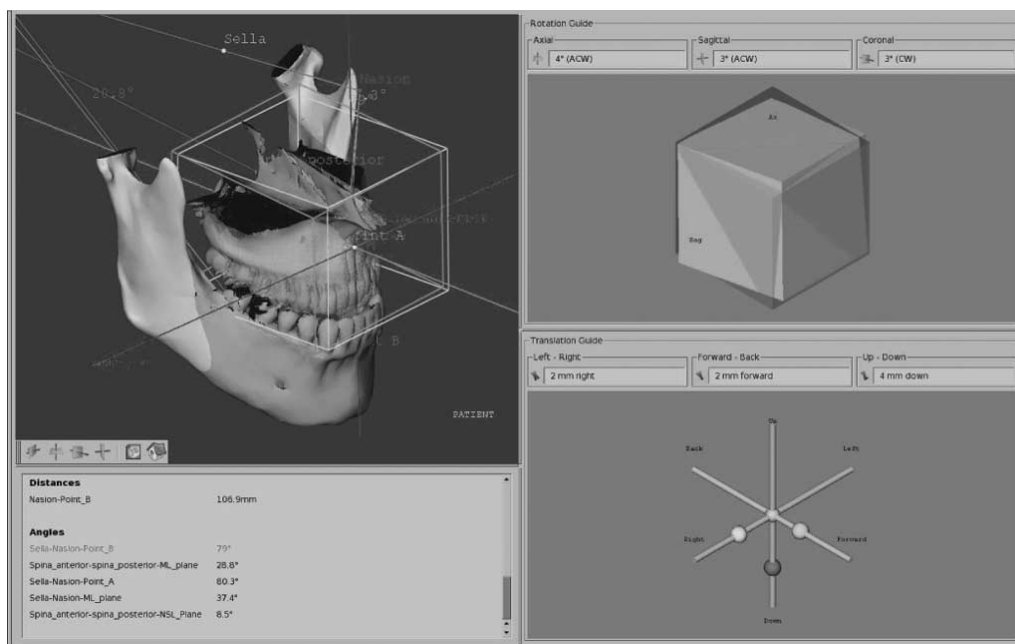 Sella
Nasion
20.8°
posterior
Point A
B
PATIENT
Distances
Nasion-Point_B 106.9mm
Angles
Sella-Nasion-Point_B 79°
Spina_anterior-spina_posterior-ML_plane 28.8°
Sella-Nasion-Point_A 80.3°
Sella-Nasion-ML_plane 37.4°
Spina_anterior-spina_posterior-NSL_Plane 8.5°
Rotation Guide
Axial Sagittal Coronal
4° (ACW) 3° (ACW) 3° (CW)
Ax
Sag
Translation Guide
Left - Right Forward - Back Up - Down
2 mm right 2 mm forward 4 mm down
Up
Back Left
Right Forward
Down